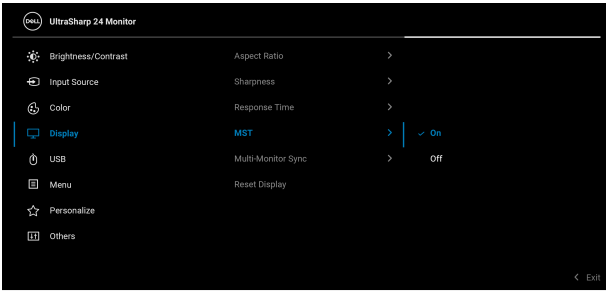 DELL UltraSharp 24 Monitor
Brightness/Contrast Aspect Ratio
Input Source Sharpness
Color Response Time
Display MST On
USB Multi-Monitor Sync Off
Menu Reset Display
Personalize
Others
Exit